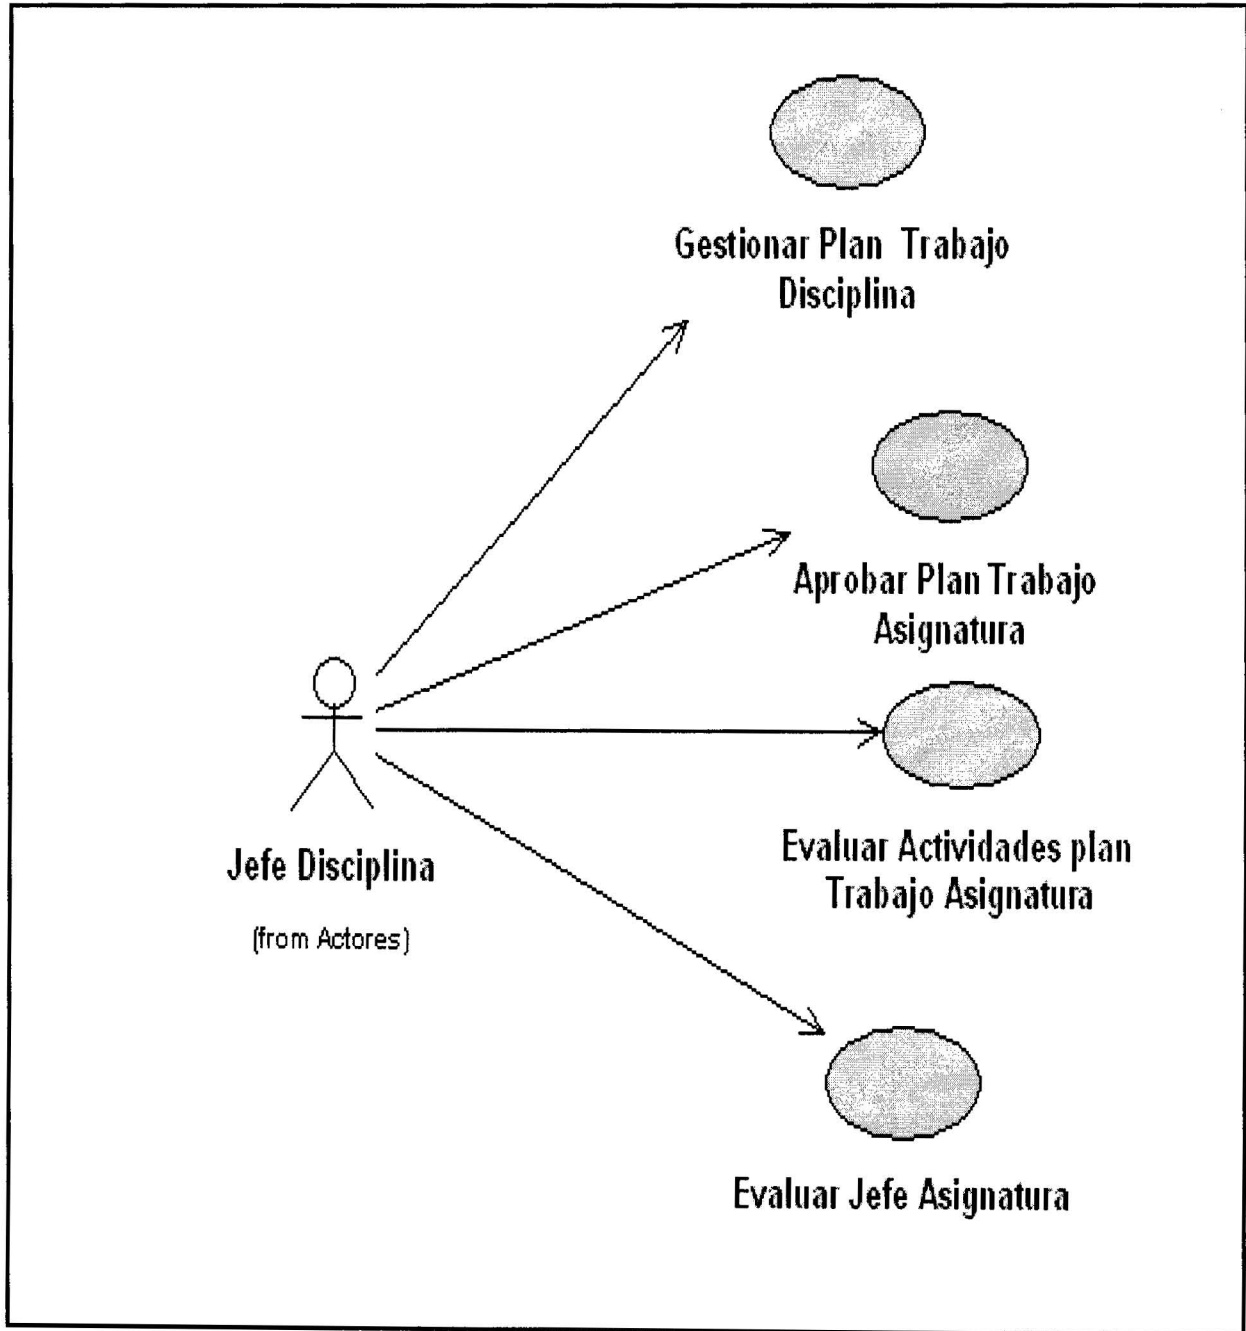 Gestionar Plan Trabajo
Disciplina
Aprobar Plan Trabajo
Asignatura
Evaluar Actividades plan
Trabajo Asignatura
Jefe Disciplina
(from Actores)
Evaluar Jefe Asignatura